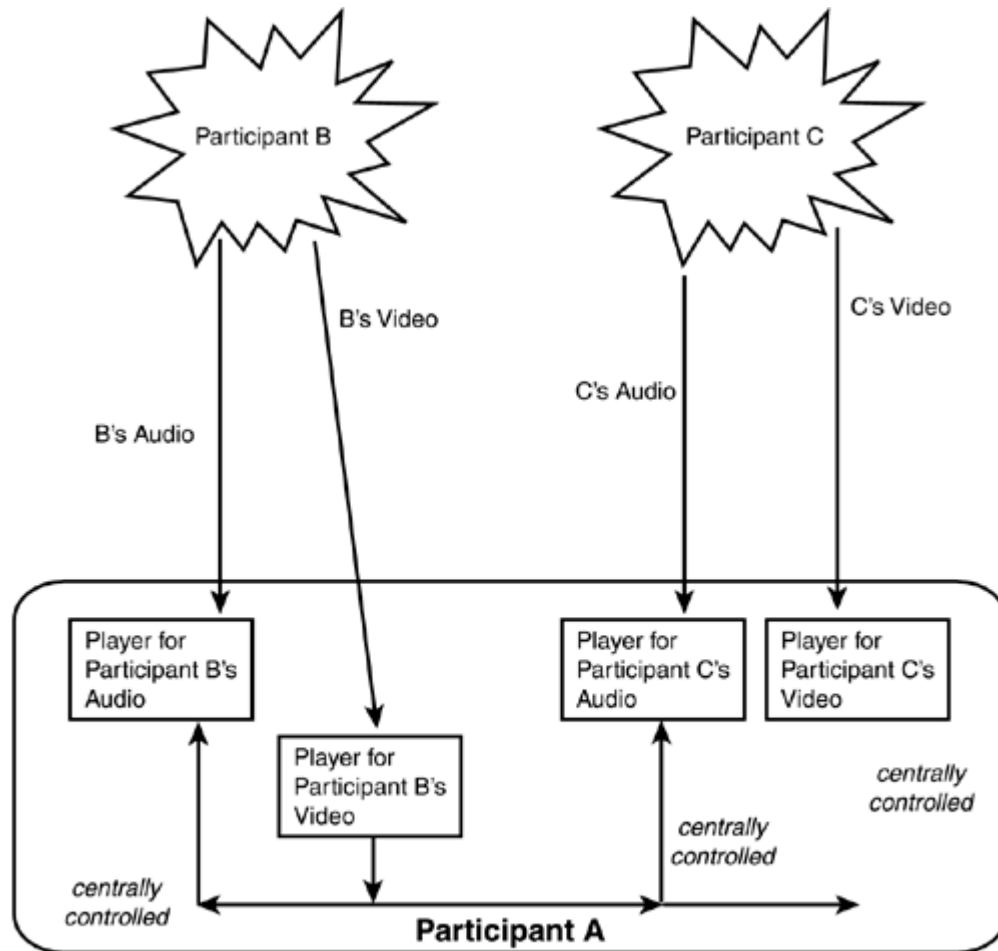 Participant B
Participant C
B's Video
C's Video
C's Audio
B's Audio
Player for
Participant B's
Audio
Player for
Participant C's
Audio
Player for
Participant C's
Video
Player for
Participant B's
Video
centrally
controlled
centrally
controlled
centrally
controlled
Participant A